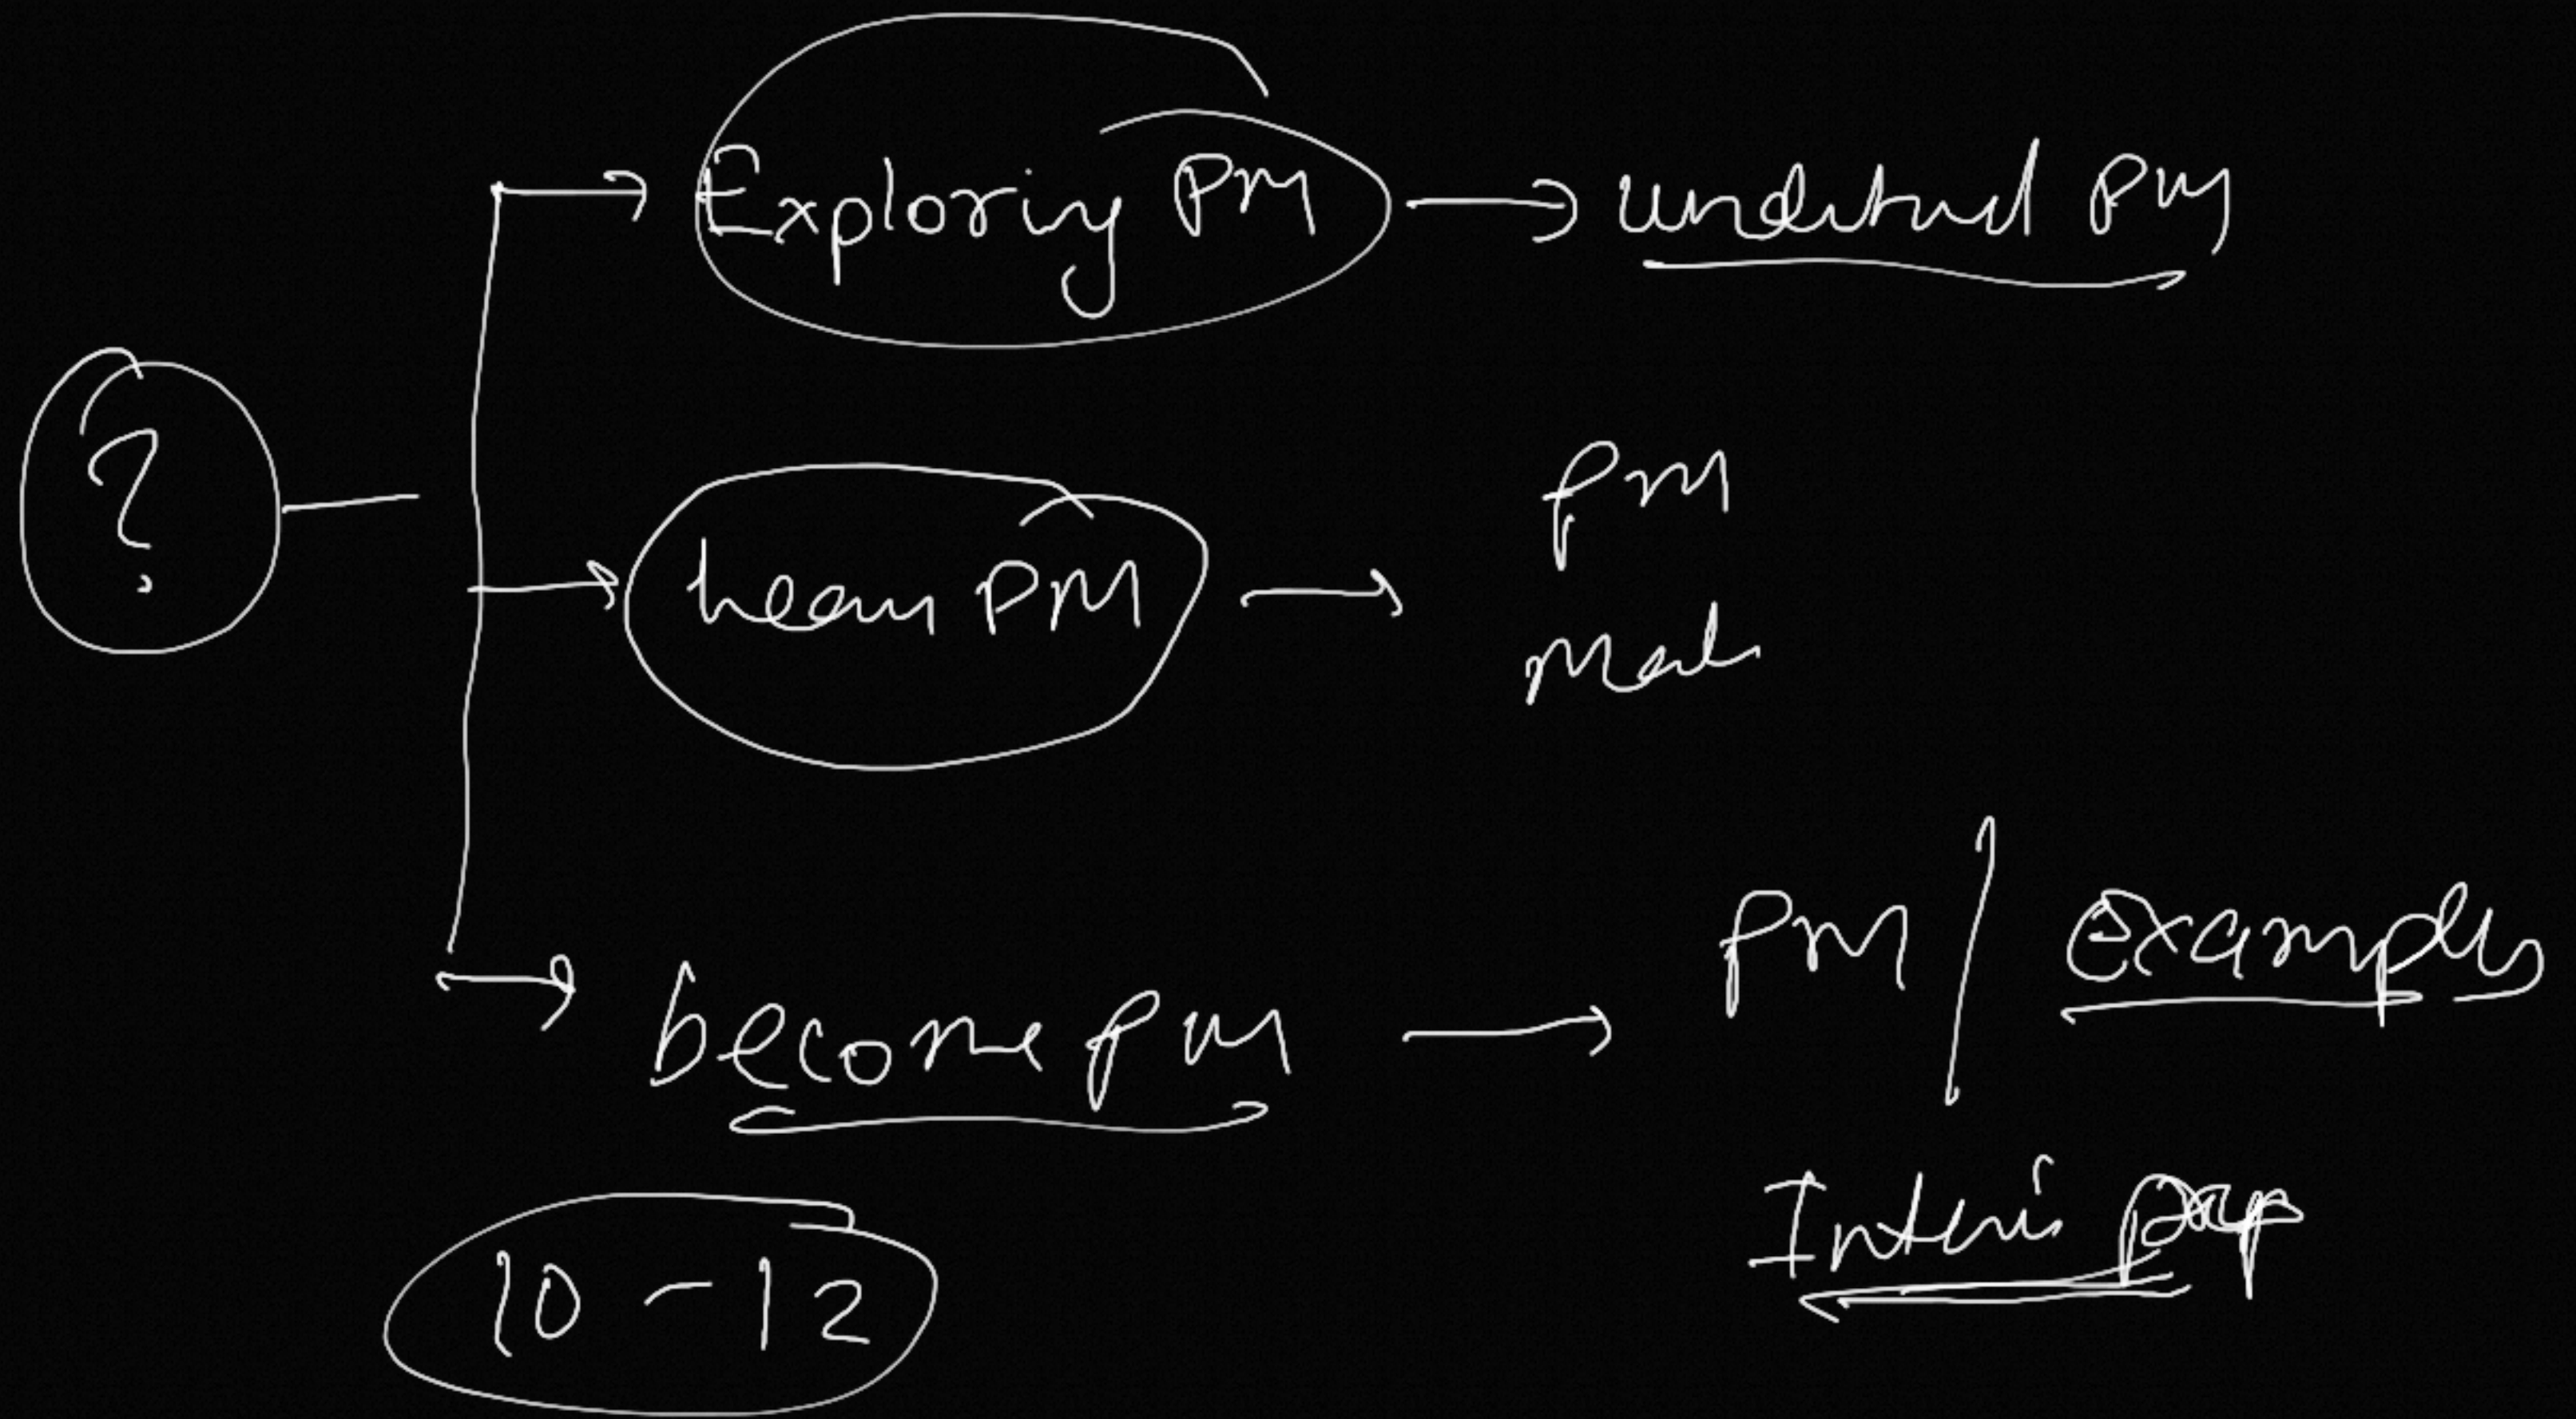 Exploring PM → understand PM
?
PM
learn PM →
become PM → PM / examples
10 - 12